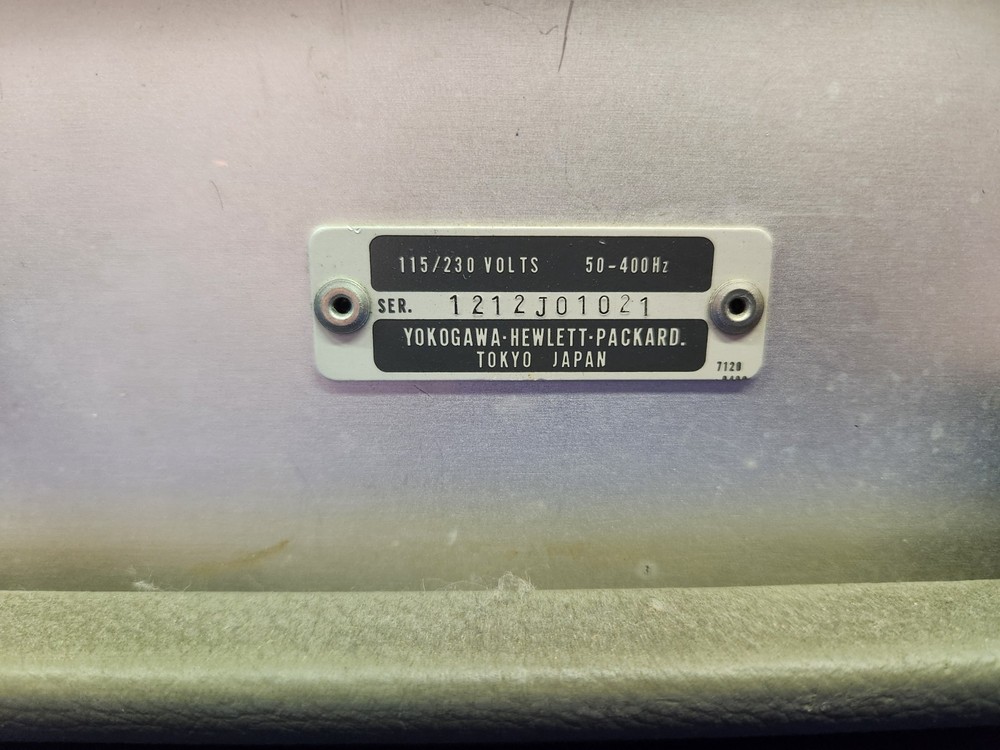 115/230 VOLTS 50-400Hz
SER. 1212J01021
YOKOGAWA·HEWLETT·PACKARD.
TOKYO JAPAN
7120